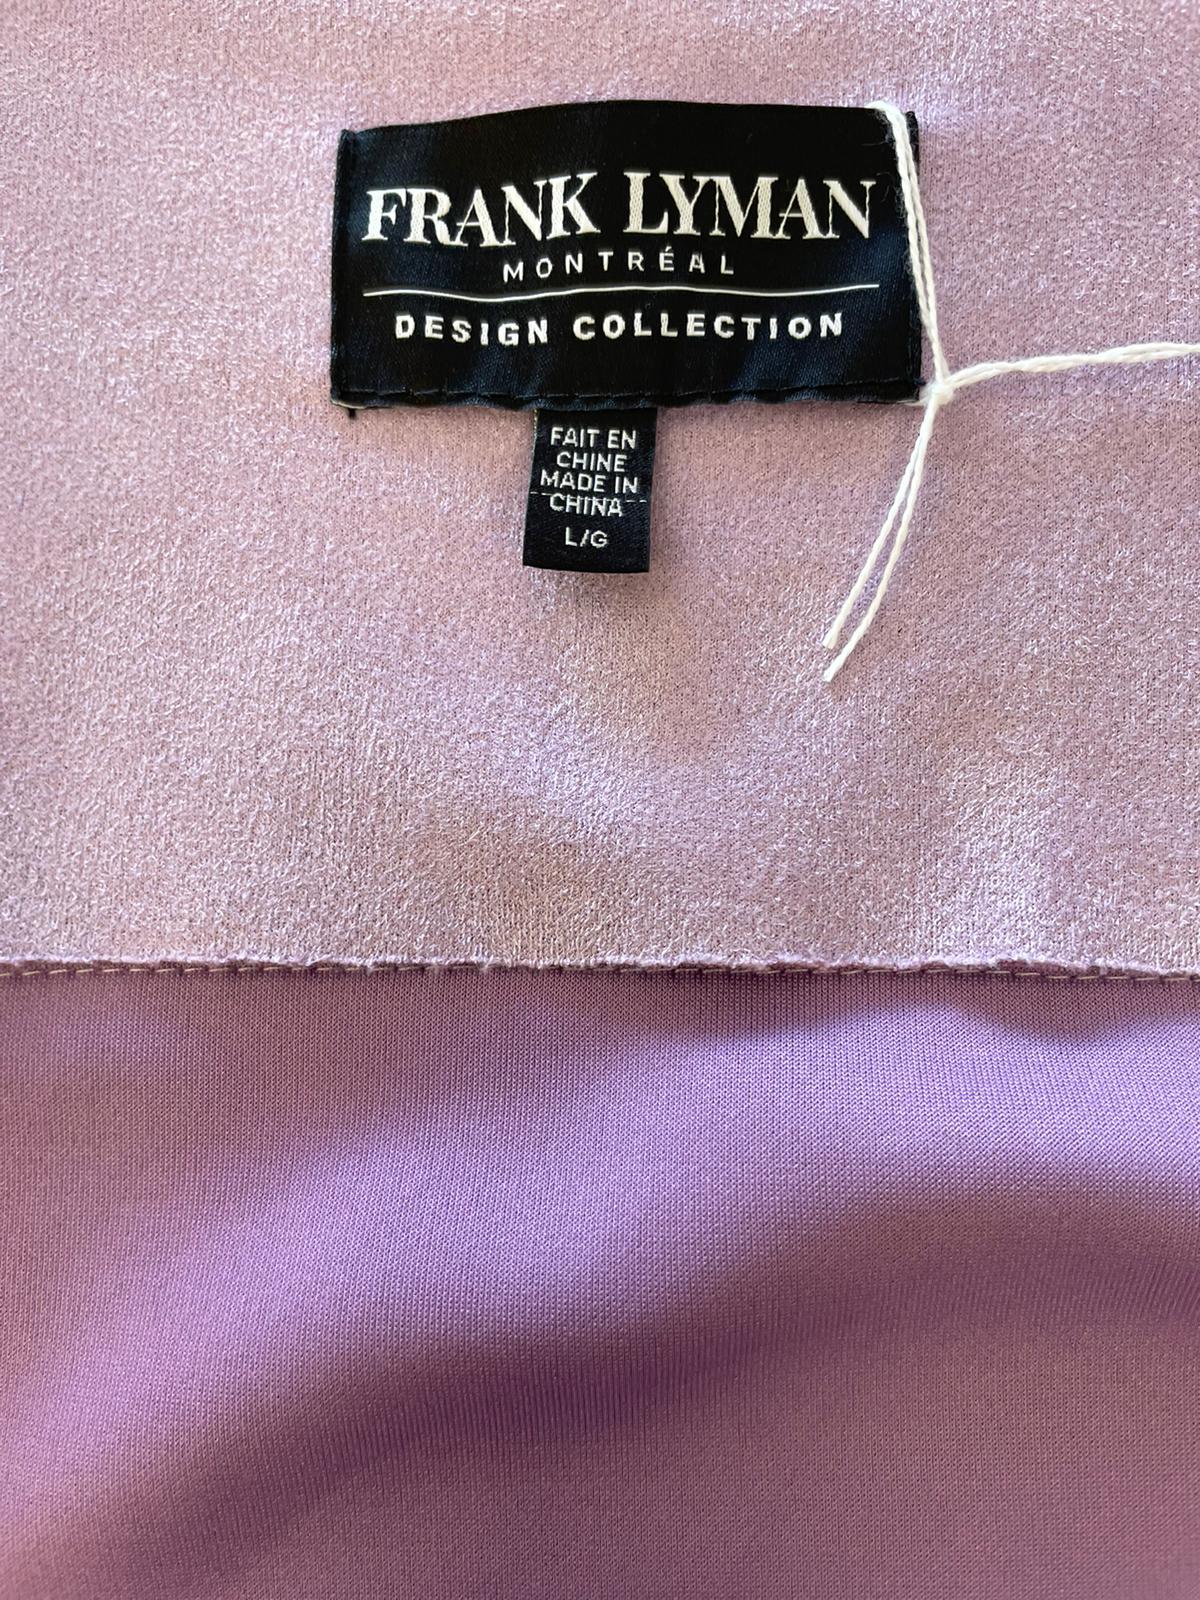 FRANK LYMAN
MONTRÉAL
DESIGN COLLECTION
FAIT EN
CHINE
MADE IN
CHINA
L/G